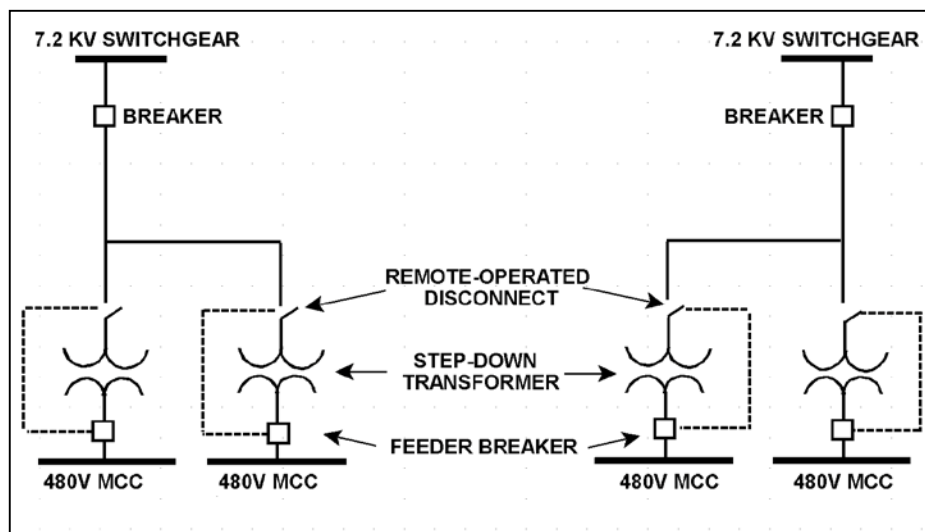 7.2 KV SWITCHGEAR
7.2 KV SWITCHGEAR
BREAKER
BREAKER
REMOTE-OPERATED
DISCONNECT
STEP-DOWN
TRANSFORMER
FEEDER BREAKER
480V MCC
480V MCC
480V MCC
480V MCC